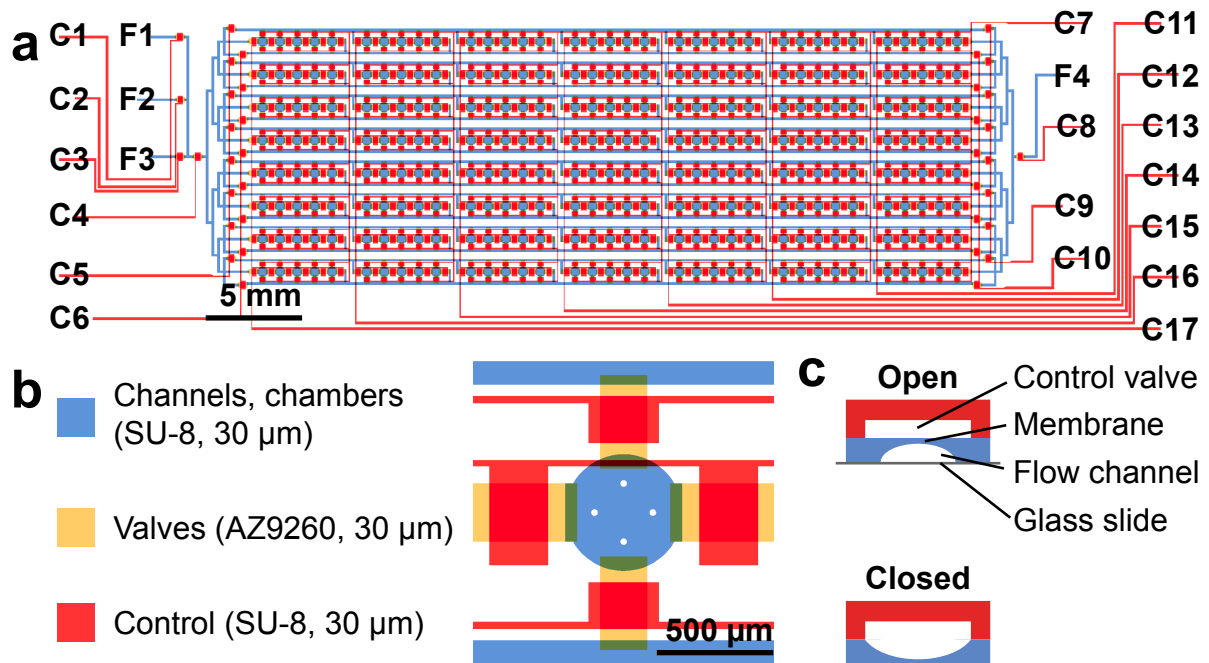 a
C1
F1
C2
F2
C3
F3
C4
C5
C6
5 mm
C7
C11
F4
C12
C8
C13
C14
C9
C15
C10
C16
C17
b
Channels, chambers
(SU-8, 30 µm)
Valves (AZ9260, 30 µm)
Control (SU-8, 30 µm)
500 µm
c
Open
Control valve
Membrane
Flow channel
Glass slide
Closed